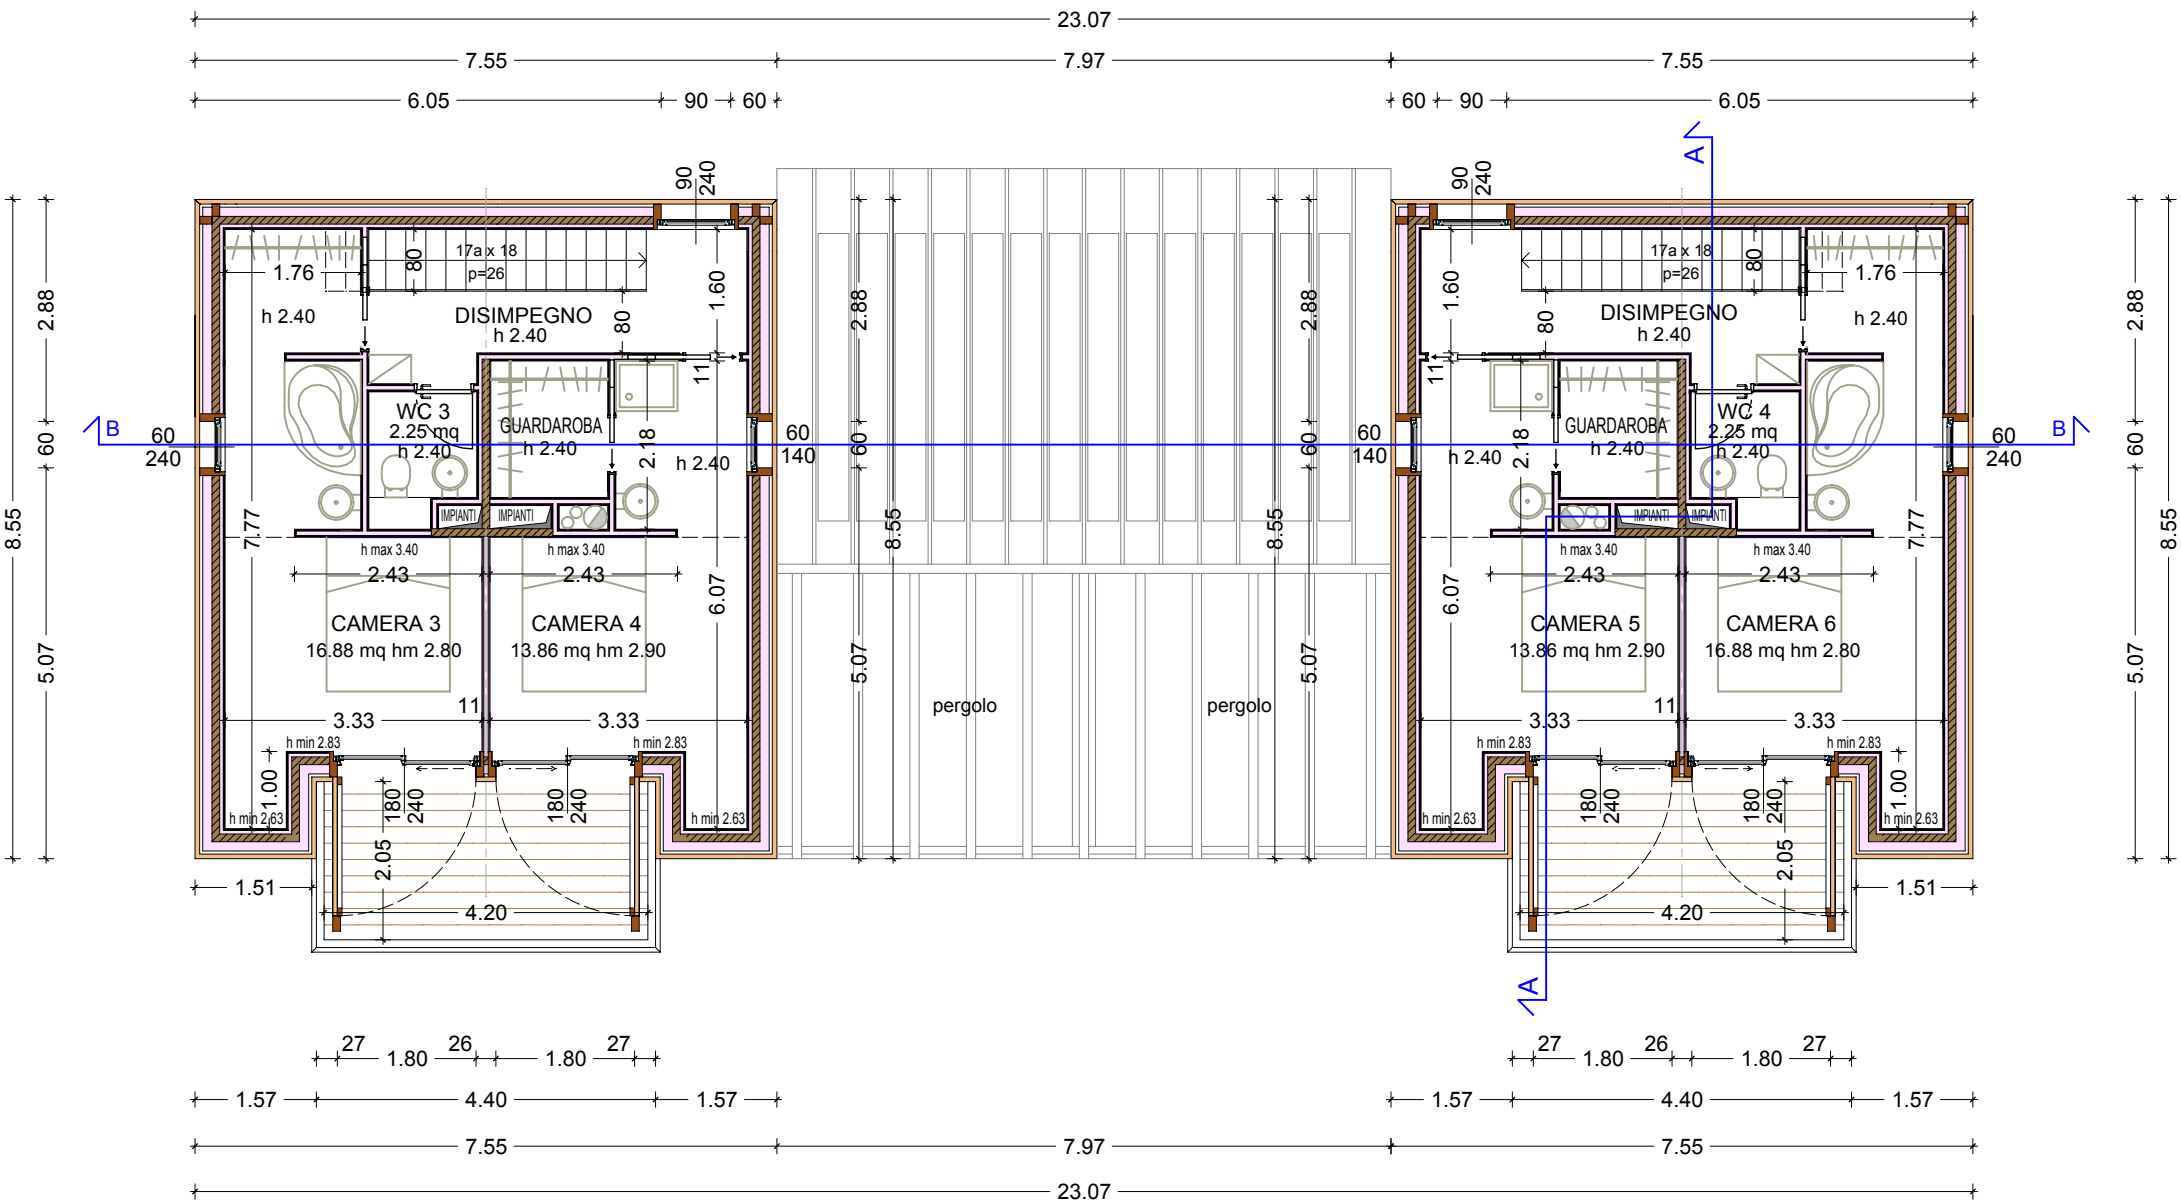 23.07
7.55 7.97 7.55
6.05 90 60 60 90 6.05
A
90 240 90 240
17a x 18 17a x 18
p=26 p=26
80 80
1.76 1.76
1.60 1.60
2.88 2.88 2.88 2.88
h 2.40 DISIMPEGNO 80 80 DISIMPEGNO h 2.40
h 2.40 h 2.40
11 11
WC 3 WC 4
2.25 mq GUARDAROBA GUARDAROBA 2.25 mq
h 2.40 h 2.40 h 2.40 h 2.40
B B
60 240 60 140 60 140 60 240
60 60 60 60
2.18 h 2.40 h 2.40 2.18
IMPIANTI IMPIANTI IMPIANTI IMPIANTI
8.55 7.77 8.55 8.55 7.77 8.55
h max 3.40 h max 3.40 h max 3.40 h max 3.40
2.43 2.43 2.43 2.43
6.07 6.07
CAMERA 3 CAMERA 4 CAMERA 5 CAMERA 6
16.88 mq hm 2.80 13.86 mq hm 2.90 13.86 mq hm 2.90 16.88 mq hm 2.80
5.07 5.07 5.07 5.07
pergolo pergolo
11 11
3.33 3.33 3.33 3.33
h min 2.83 h min 2.83 h min 2.83 h min 2.83
1.00 1.00
180 240 180 240 180 240 180 240
h min 2.63 h min 2.63 h min 2.63 h min 2.63
2.05 2.05
1.51 1.51
4.20 4.20
A
27 1.80 26 1.80 27 27 1.80 26 1.80 27
1.57 4.40 1.57 1.57 4.40 1.57
7.55 7.97 7.55
23.07